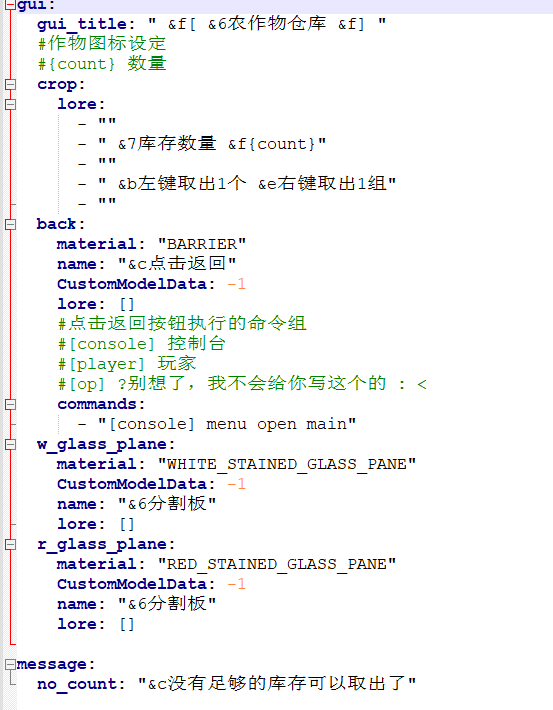 gui:
  gui_title: " &f[ &6农作物仓库 &f] "
  #作物图标设定
  #{count} 数量
  crop:
    lore:
      - ""
      - " &7库存数量 &f{count}"
      - ""
      - " &b左键取出1个 &e右键取出1组"
      - ""
  back:
    material: "BARRIER"
    name: "&c点击返回"
    CustomModelData: -1
    lore: []
    #点击返回按钮执行的命令组
    #[console] 控制台
    #[player] 玩家
    #[op] ?别想了，我不会给你写这个的 : <
    commands:
      - "[console] menu open main"
  w_glass_plane:
    material: "WHITE_STAINED_GLASS_PANE"
    CustomModelData: -1
    name: "&6分割板"
    lore: []
  r_glass_plane:
    material: "RED_STAINED_GLASS_PANE"
    CustomModelData: -1
    name: "&6分割板"
    lore: []
message:
  no_count: "&c没有足够的库存可以取出了"